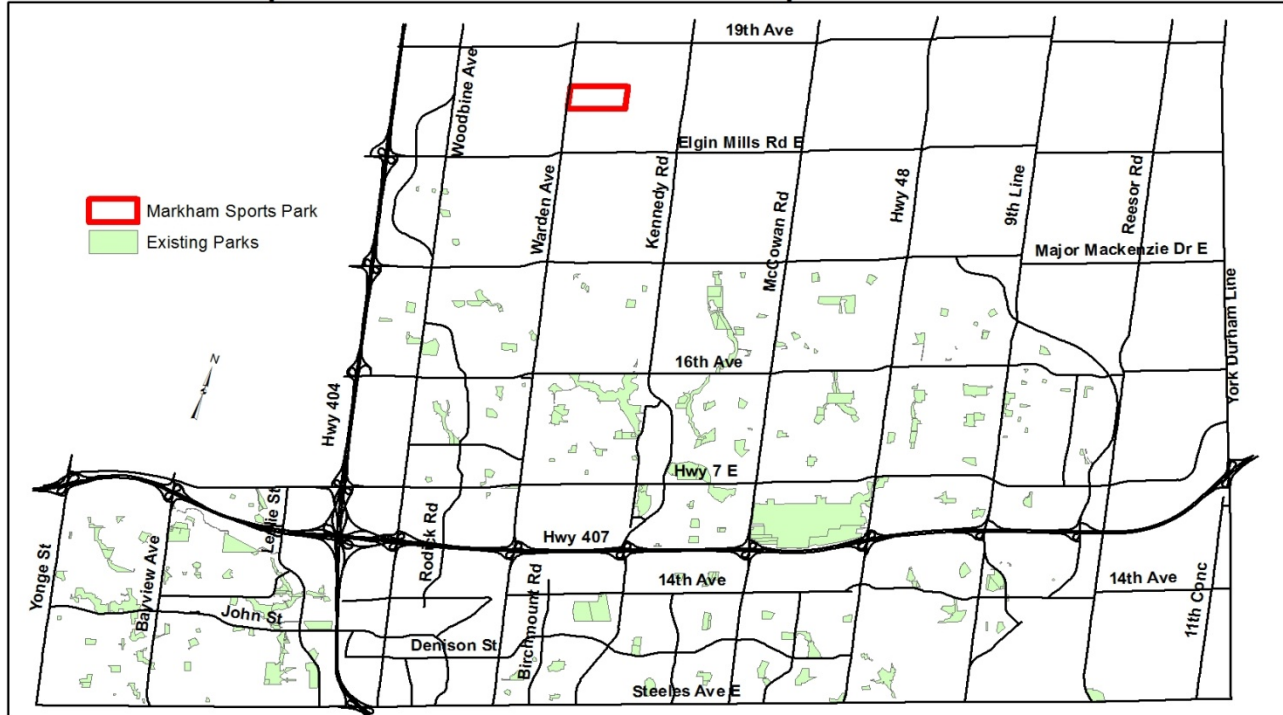 19th Ave
Woodbine Ave
Elgin Mills Rd E
Warden Ave
Kennedy Rd
McCowan Rd
Hwy 48
9th Line
Reesor Rd
Markham Sports Park
Existing Parks
Major Mackenzie Dr E
York Durham Line
N
16th Ave
Hwy 404
Hwy 7 E
Leslie St
Rodick Rd
Hwy 407
Yonge St
Bayview Ave
14th Ave
14th Ave
11th Conc
John St
Denison St
Birchmount Rd
Steeles Ave E